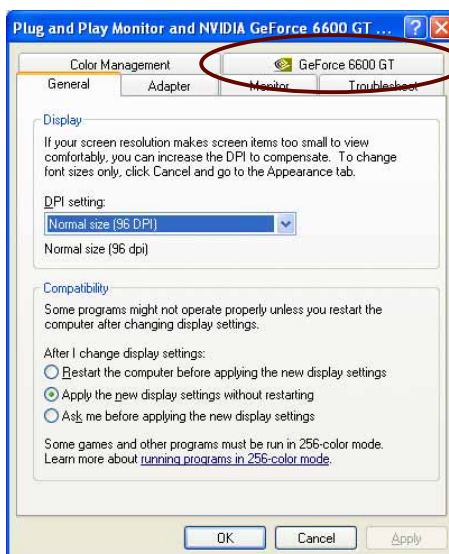 Plug and Play Monitor and NVIDIA GeForce 6600 GT ...
Color Management
GeForce 6600 GT
General
Adapter
Monitor
Troubleshoot
Display
If your screen resolution makes screen items too small to view
comfortably, you can increase the DPI to compensate. To change
font sizes only, click Cancel and go to the Appearance tab.
DPI setting:
Normal size (96 DPI)
Normal size (96 dpi)
Compatibility
Some programs might not operate properly unless you restart the
computer after changing display settings.
After I change display settings:
Restart the computer before applying the new display settings
Apply the new display settings without restarting
Ask me before applying the new display settings
Some games and other programs must be run in 256-color mode.
Learn more about running programs in 256-color mode.
OK
Cancel
Apply